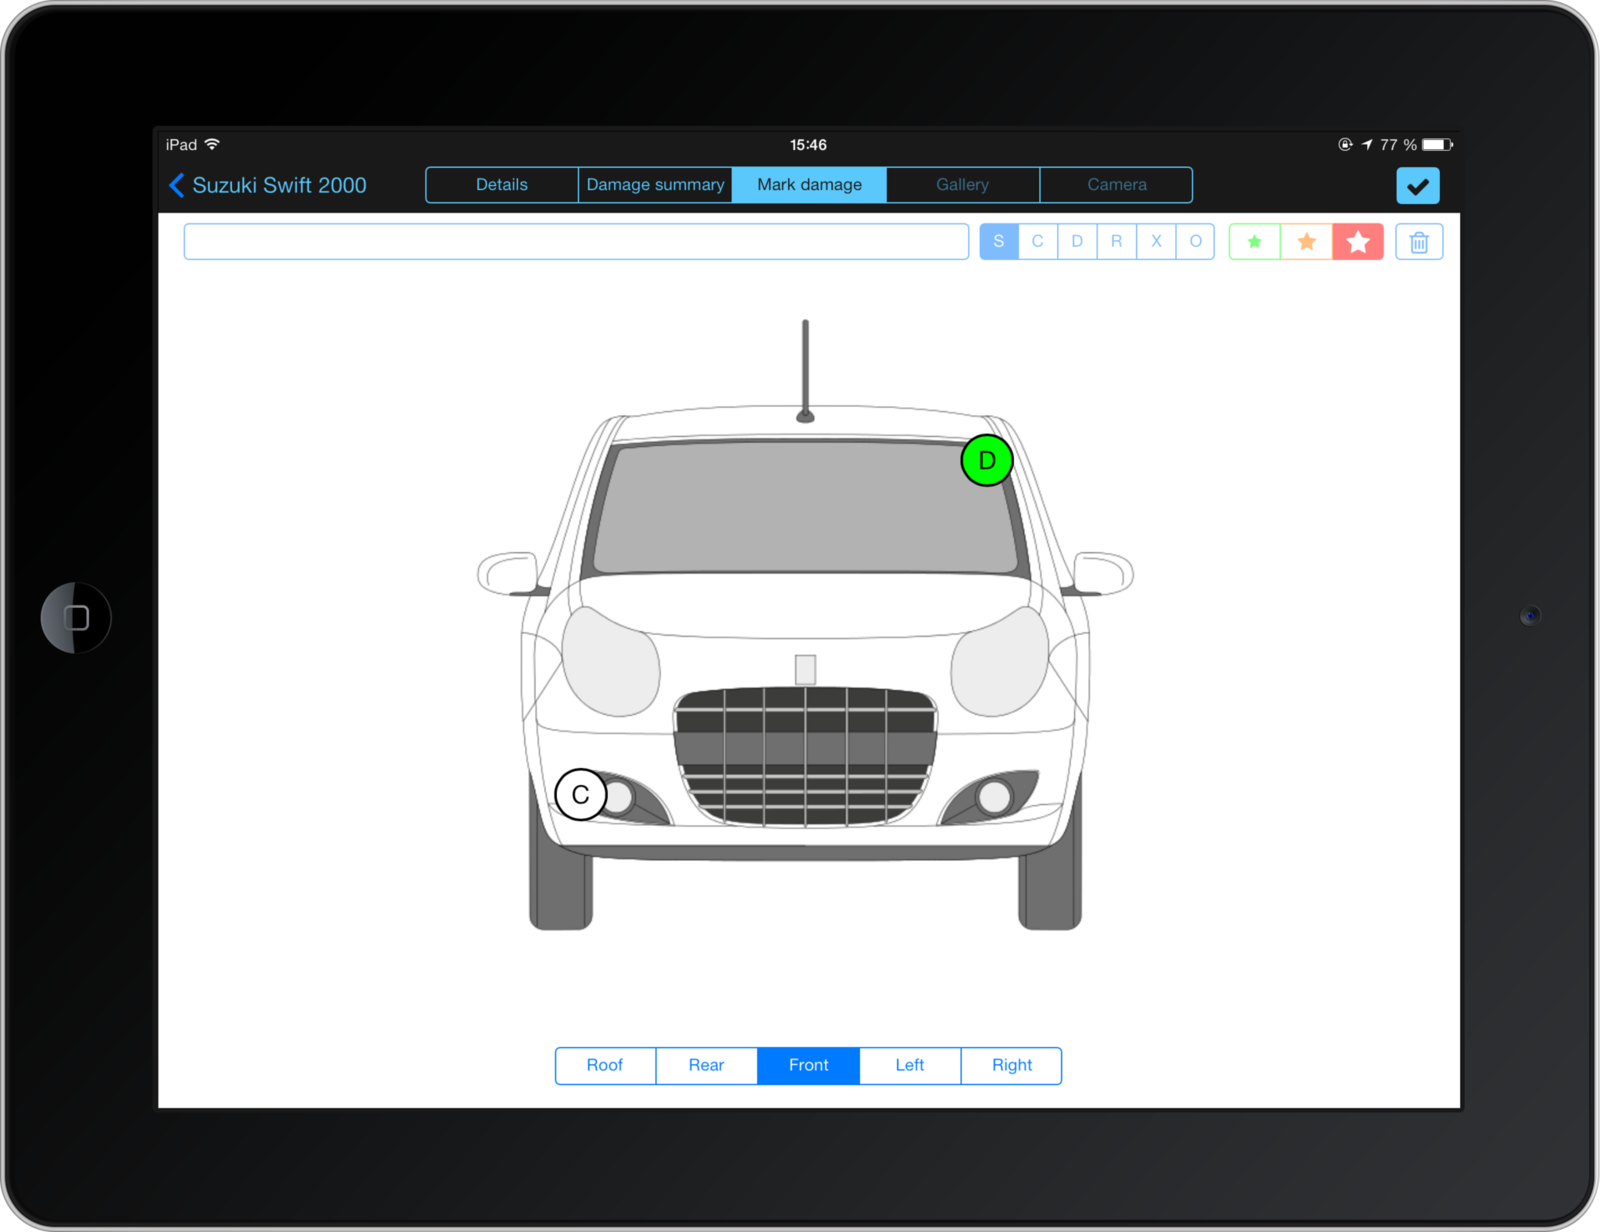 iPad 15:46 77 %
Suzuki Swift 2000 Details Damage summary Mark damage Gallery Camera
S C D R X O
D
C
Roof Rear Front Left Right